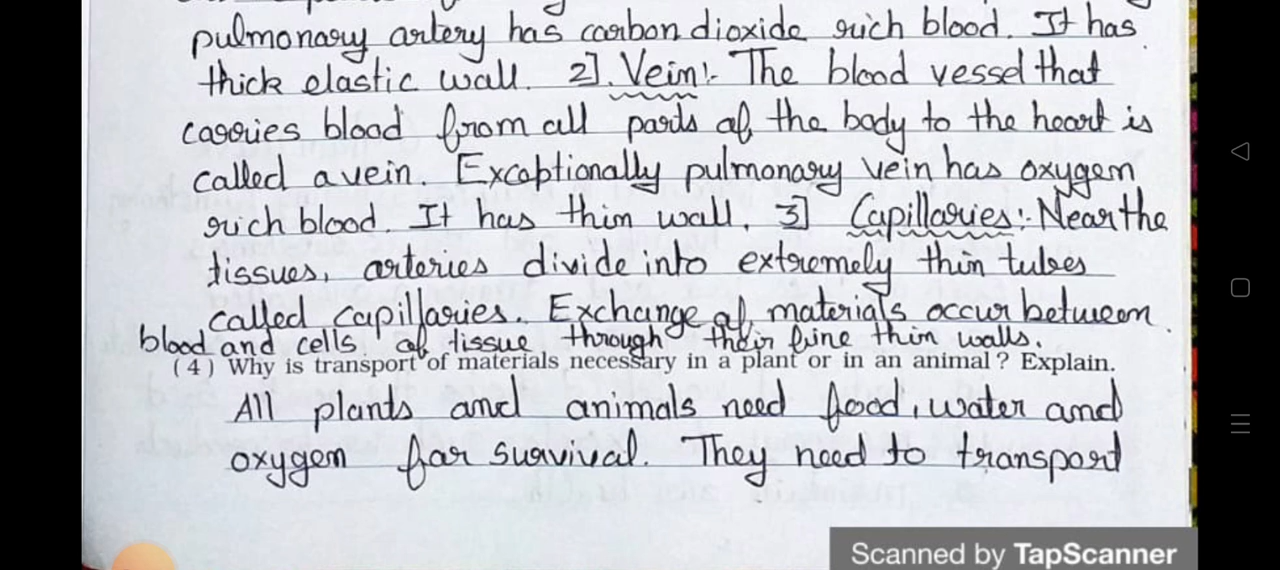 pulmonary artery has carbon dioxide rich blood. It has
thick elastic wall. 2]. Vein:- The blood vessel that
carries blood from all parts of the body to the heart is
called a vein. Exceptionally pulmonary vein has oxygen
rich blood. It has thin wall. 3] Capillaries:- Near the
tissues, arteries divide into extremely thin tubes
called capillaries. Exchange of materials occur between
blood and cells of tissue through their fine thin walls.
(4) Why is transport of materials necessary in a plant or in an animal? Explain.
All plants and animals need food, water and
oxygen for survival. They need to transport
Scanned by TapScanner